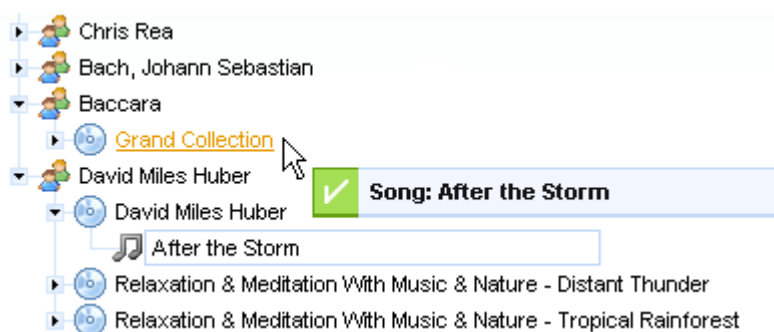 Chris Rea
Bach, Johann Sebastian
Baccara
Grand Collection
David Miles Huber
Song: After the Storm
David Miles Huber
After the Storm
Relaxation & Meditation With Music & Nature - Distant Thunder
Relaxation & Meditation With Music & Nature - Tropical Rainforest